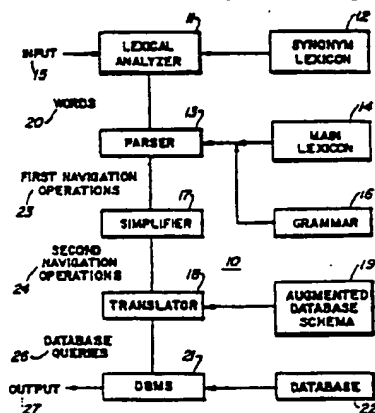 11
12
LEXICAL
ANALYZER
SYNONYM
LEXICON
INPUT
15
WORDS
20
13
14
PARSER
MAIN
LEXICON
FIRST NAVIGATION
OPERATIONS
23
17
16
SIMPLIFIER
GRAMMAR
SECOND
NAVIGATION
OPERATIONS
24
10
18
19
TRANSLATOR
AUGMENTED
DATABASE
SCHEMA
DATABASE
QUERIES
26
21
OUTPUT
27
DBMS
DATABASE
22